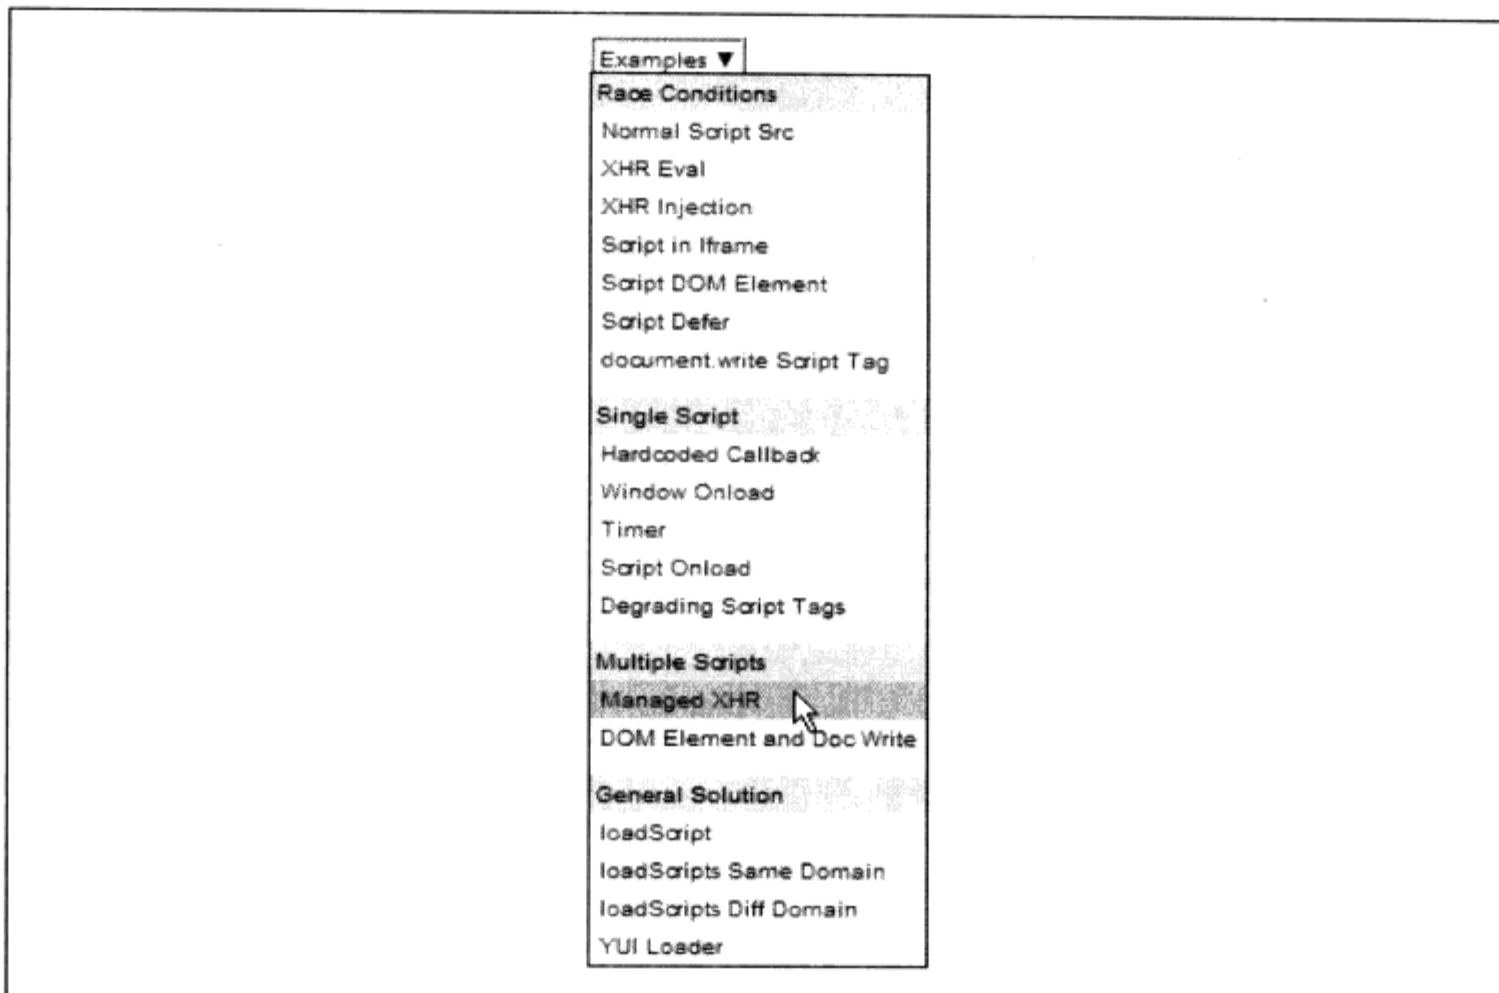 Examples ▼
Race Conditions
Normal Script Src
XHR Eval
XHR Injection
Script in Iframe
Script DOM Element
Script Defer
document.write Script Tag
Single Script
Hardcoded Callback
Window Onload
Timer
Script Onload
Degrading Script Tags
Multiple Scripts
Managed XHR
DOM Element and Doc Write
General Solution
loadScript
loadScripts Same Domain
loadScripts Diff Domain
YUI Loader